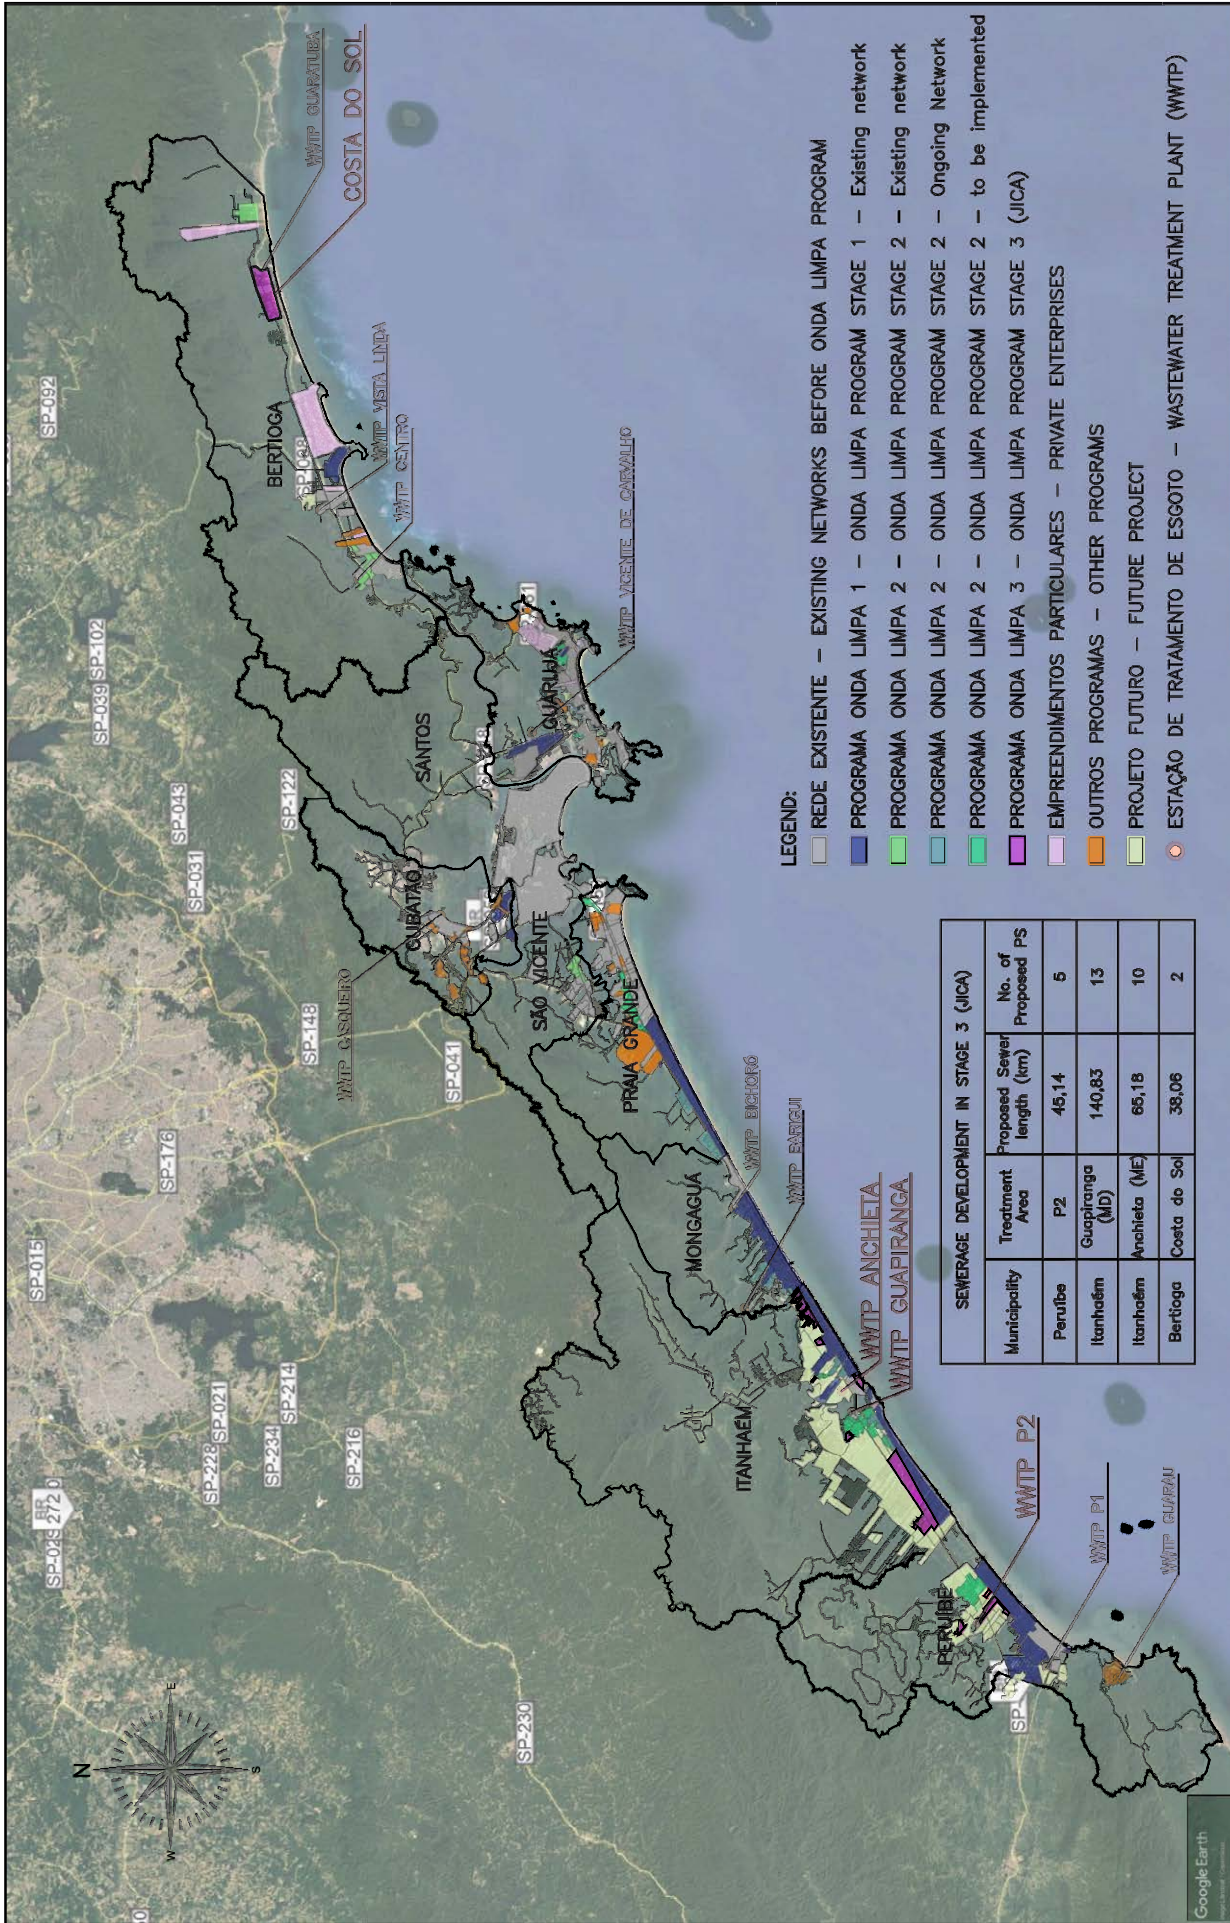 N
E
S
W
SP-092
SP-039
SP-102
SP-043
SP-031
SP-122
SP-148
SP-176
SP-041
SP-015
SP-021
SP-214
SP-228
SP-234
SP-216
BR
272
SP-230
SP-
BERTIOGA
SANTOS
CUBATÃO
GUARUJÁ
SÃO VICENTE
PRAIA GRANDE
MONGAGUÁ
ITANHAÉM
PERUÍBE
WWTP GUARATUBA
COSTA DO SOL
WWTP VISTA LINDA
WWTP CENTRO
WWTP VICENTE DE CARVALHO
WWTP CASQUEIRO
WWTP BICHORÓ
WWTP BARIGUI
WWTP ANCHIETA
WWTP GUAPIRANGA
WWTP P2
WWTP P1
WWTP GUARAU
LEGEND:
REDE EXISTENTE – EXISTING NETWORKS BEFORE ONDA LIMPA PROGRAM
PROGRAMA ONDA LIMPA 1 – ONDA LIMPA PROGRAM STAGE 1 – Existing network
PROGRAMA ONDA LIMPA 2 – ONDA LIMPA PROGRAM STAGE 2 – Existing network
PROGRAMA ONDA LIMPA 2 – ONDA LIMPA PROGRAM STAGE 2 – Ongoing Network
PROGRAMA ONDA LIMPA 2 – ONDA LIMPA PROGRAM STAGE 2 – to be implemented
PROGRAMA ONDA LIMPA 3 – ONDA LIMPA PROGRAM STAGE 3 (JICA)
EMPREENDIMENTOS PARTICULARES – PRIVATE ENTERPRISES
OUTROS PROGRAMAS – OTHER PROGRAMS
PROJETO FUTURO – FUTURE PROJECT
ESTAÇÃO DE TRATAMENTO DE ESGOTO – WASTEWATER TREATMENT PLANT (WWTP)
SEWERAGE DEVELOPMENT IN STAGE 3 (JICA)
Municipality Treatment Area Proposed Sewer length (km) No. of Proposed PS
Peruíbe P2 45,14 5
Itanhaém Guapiranga (MD) 140,83 13
Itanhaém Anchieta (ME) 65,18 10
Bertioga Costa do Sol 38,06 2
Google Earth